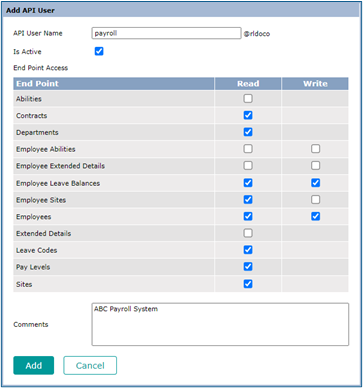 Add API User
API User Name payroll @rldoco
Is Active
End Point Access
End Point Read Write
Abilities
Contracts
Departments
Employee Abilities
Employee Extended Details
Employee Leave Balances
Employee Sites
Employees
Extended Details
Leave Codes
Pay Levels
Sites
Comments ABC Payroll System
Add Cancel